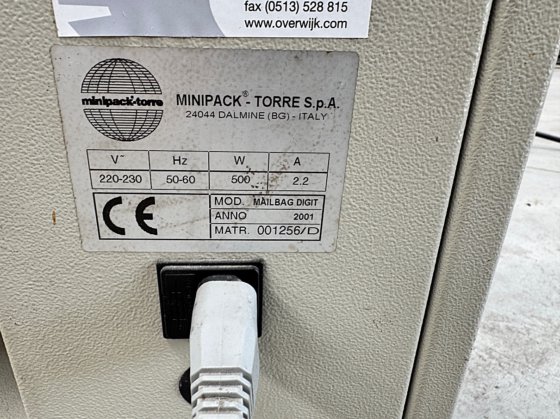 fax (0513) 528 815
www.overwijk.com
minipack-torre
MINIPACK® - TORRE S.p.A.
24044 DALMINE (BG) - ITALY
V~ Hz W A
220-230 50-60 500 2.2
CE
MOD. MAILBAG DIGIT
ANNO 2001
MATR. 001256/D